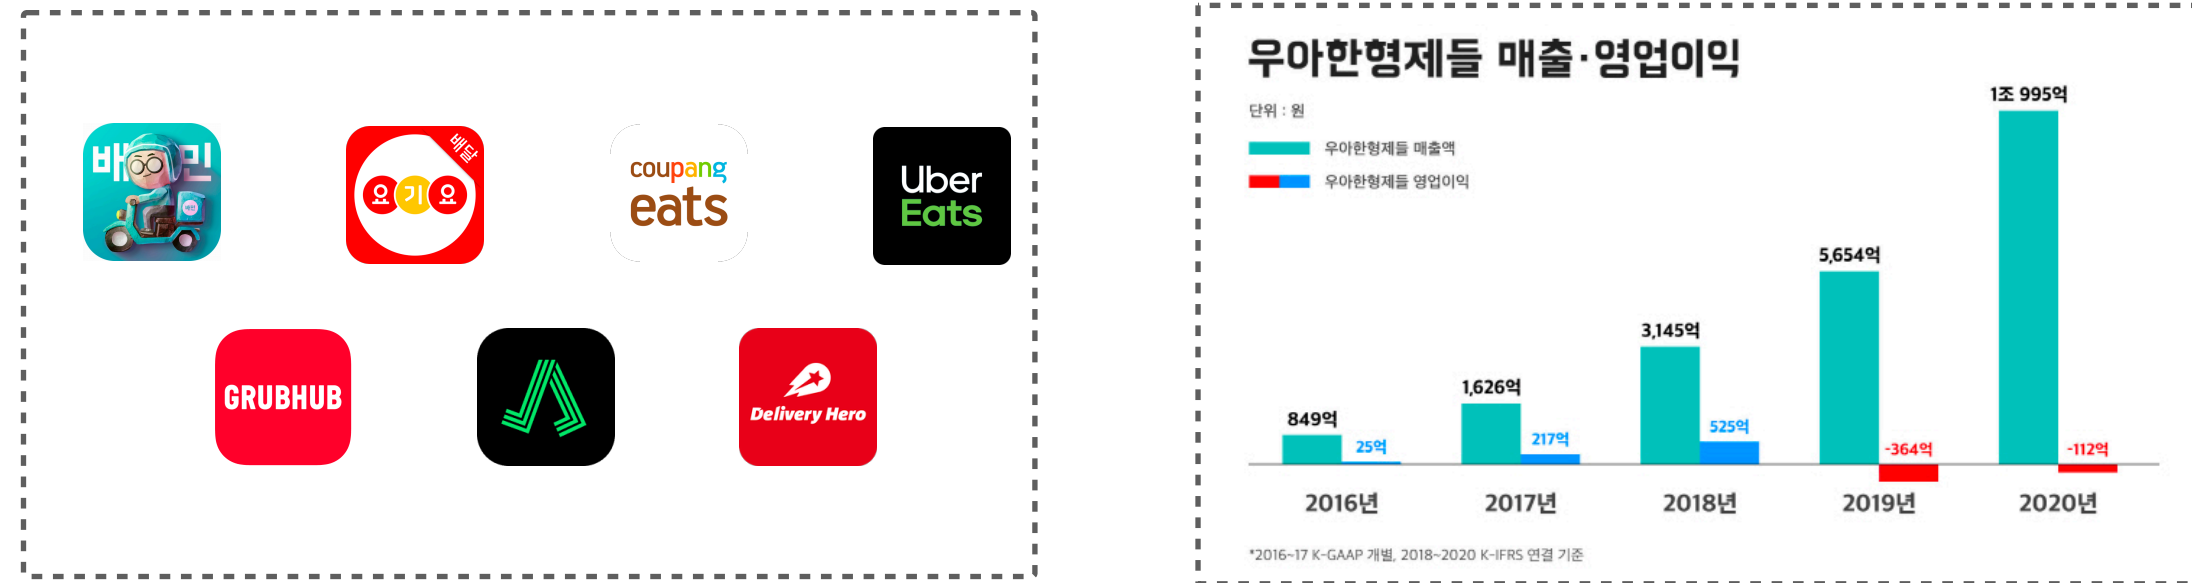 배민
배민
배달
요기요
coupang
eats
Uber
Eats
GRUBHUB
Delivery Hero
우아한형제들 매출·영업이익
단위 : 원
우아한형제들 매출액
우아한형제들 영업이익
849억
25억
1,626억
217억
3,145억
525억
5,654억
-364억
1조 995억
-112억
2016년
2017년
2018년
2019년
2020년
*2016~17 K-GAAP 개별, 2018~2020 K-IFRS 연결 기준